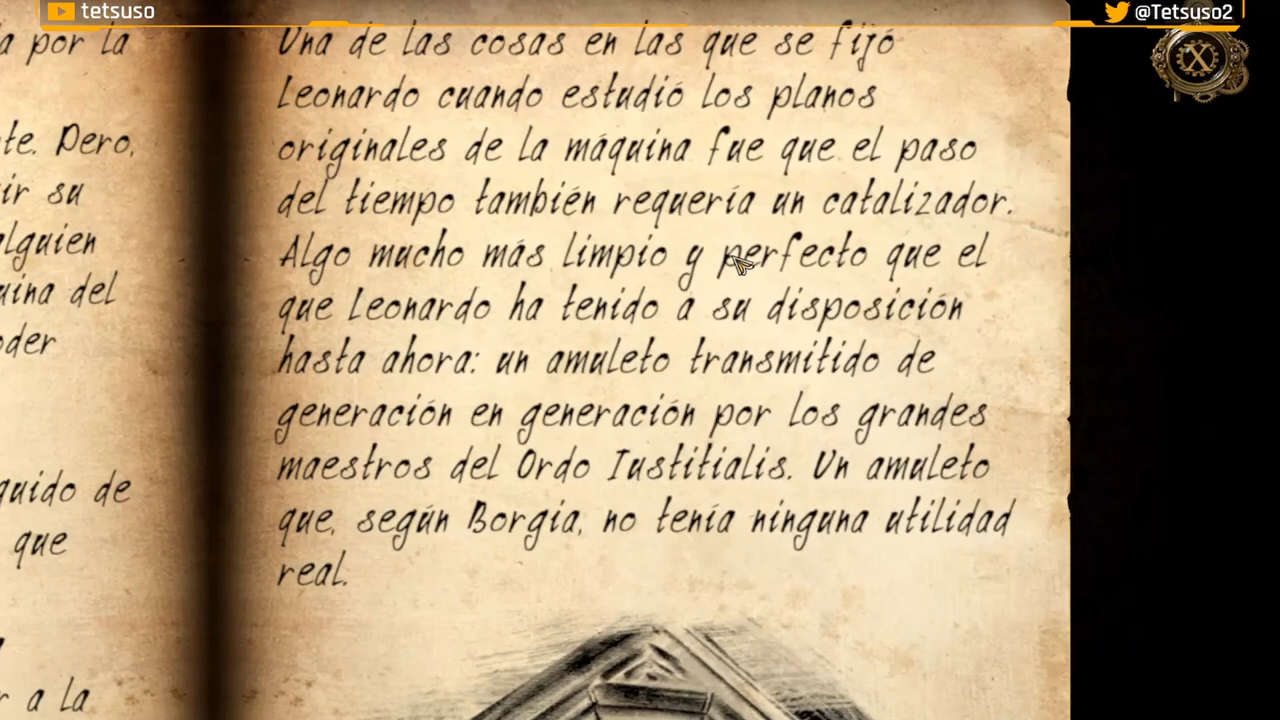 tetsuso
@Tetsuso2
a por la
te. Pero,
ir su
alguien
uina del
oder
quido de
que
r a la
Una de las cosas en las que se fijó
Leonardo cuando estudió los planos
originales de la máquina fue que el paso
del tiempo también requería un catalizador.
Algo mucho más limpio y perfecto que el
que Leonardo ha tenido a su disposición
hasta ahora: un amuleto transmitido de
generación en generación por los grandes
maestros del Ordo Iustitialis. Un amuleto
que, según Borgia, no tenía ninguna utilidad
real.
X